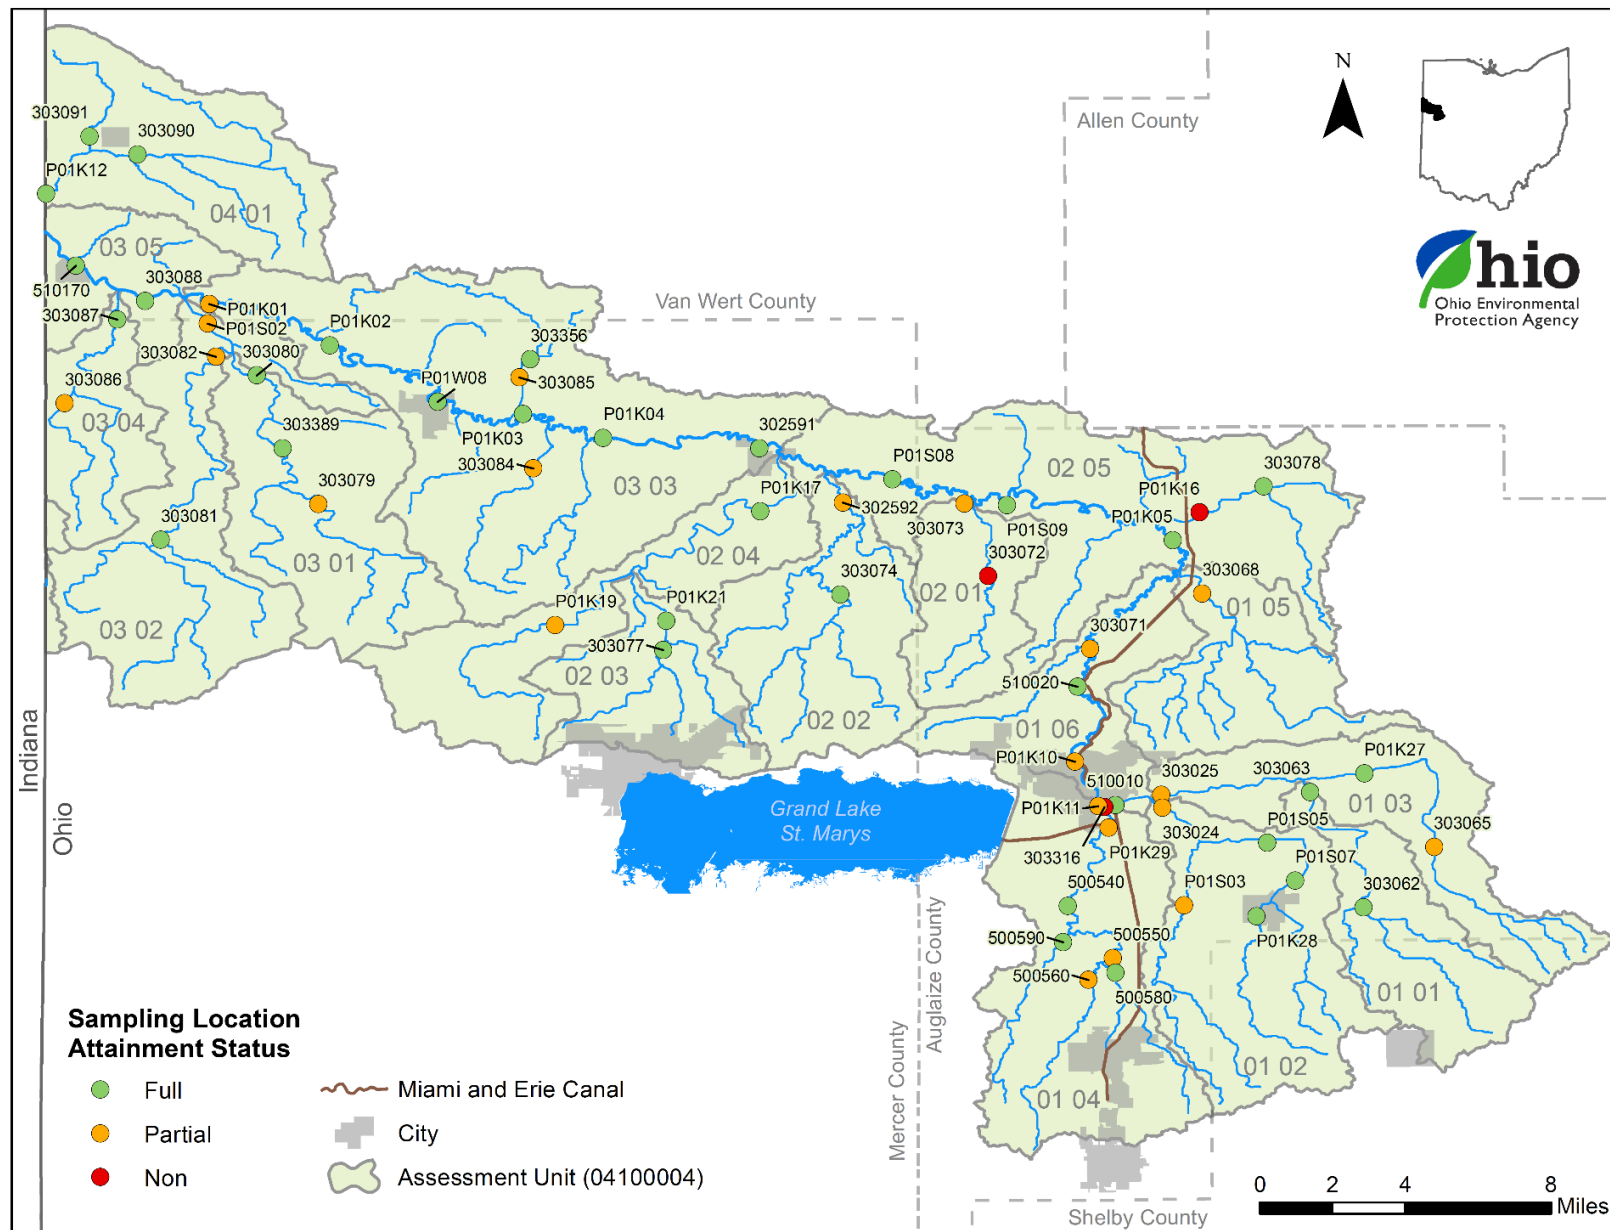 N
Allen County
303091
303090
P01K12
04 01
03 05
303088
510170
303087
P01K01
P01S02
P01K02
Van Wert County
hio
Ohio Environmental
Protection Agency
303082
303080
303356
303085
303086
03 04
P01W08
P01K03
P01K04
302591
303389
303084
03 03
P01S08
02 05
303078
P01K16
303079
P01K17
302592
303073
P01S09
P01K05
303081
03 01
02 04
303072
303068
02 01
01 05
303074
03 02
P01K19
P01K21
303071
303077
02 03
510020
02 02
01 06
Indiana
Ohio
P01K10
P01K27
303025
303063
510010
01 03
P01K11
Grand Lake
St. Marys
303024
P01S05
303065
303316
P01K29
P01S07
P01S03
303062
500540
500590
500550
P01K28
500560
500580
01 01
01 02
01 04
Mercer County
Auglaize County
Shelby County
Sampling Location
Attainment Status
Full
Partial
Non
Miami and Erie Canal
City
Assessment Unit (04100004)
0 2 4 8
Miles